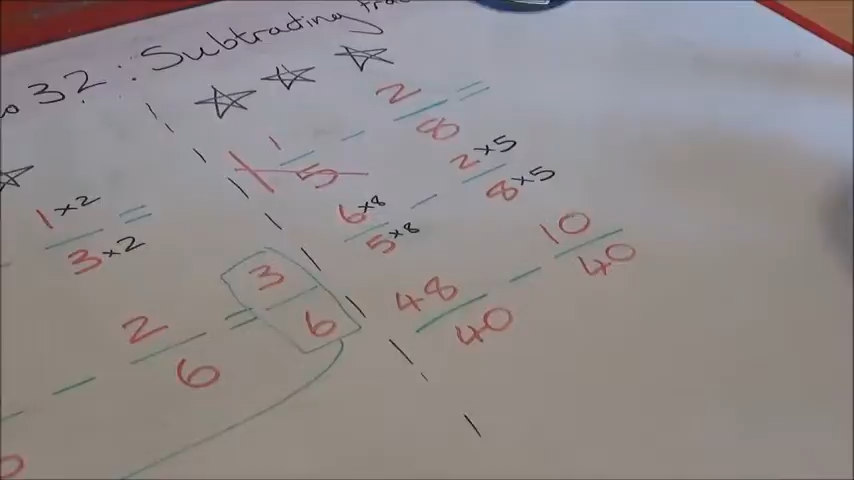 32 : Subtracting
1 1/5 - 2/8 =
6×8/5×8 - 2×5/8×5
48/40 - 10/40
1×2/3×2 =
- 2/6 = 3/6